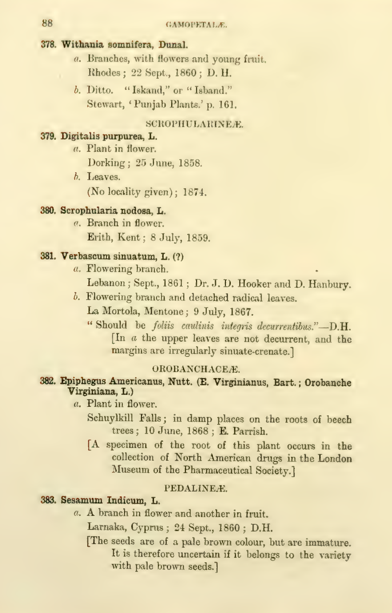 88
GAMOPETALÆ.
378. Withania somnifera, Dunal.
a. Branches, with flowers and young fruit.
Rhodes ; 22 Sept., 1860 ; D. H.
b. Ditto. “Iskand,” or “Isband.”
Stewart, ‘Punjab Plants.’ p. 161.
SCROPHULARINEÆ.
379. Digitalis purpurea, L.
a. Plant in flower.
Dorking ; 25 June, 1858.
b. Leaves.
(No locality given) ; 1874.
380. Scrophularia nodosa, L.
a. Branch in flower.
Erith, Kent ; 8 July, 1859.
381. Verbascum sinuatum, L. (?)
a. Flowering branch.
Lebanon ; Sept., 1861 ; Dr. J. D. Hooker and D. Hanbury.
b. Flowering branch and detached radical leaves.
La Mortola, Mentone ; 9 July, 1867.
“Should be foliis caulinis integris decurrentibus.”—D.H.
[In a the upper leaves are not decurrent, and the
margins are irregularly sinuate-crenate.]
OROBANCHACEÆ.
382. Epiphegus Americanus, Nutt. (E. Virginianus, Bart. ; Orobanche
Virginiana, L.)
a. Plant in flower.
Schuylkill Falls ; in damp places on the roots of beech
trees ; 10 June, 1868 ; E. Parrish.
[A specimen of the root of this plant occurs in the
collection of North American drugs in the London
Museum of the Pharmaceutical Society.]
PEDALINEÆ.
383. Sesamum Indicum, L.
a. A branch in flower and another in fruit.
Larnaka, Cyprus ; 24 Sept., 1860 ; D.H.
[The seeds are of a pale brown colour, but are immature.
It is therefore uncertain if it belongs to the variety
with pale brown seeds.]